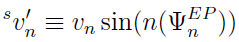 $^{s}v_n' \equiv v_n \sin(n(\Psi_n^{EP}))$